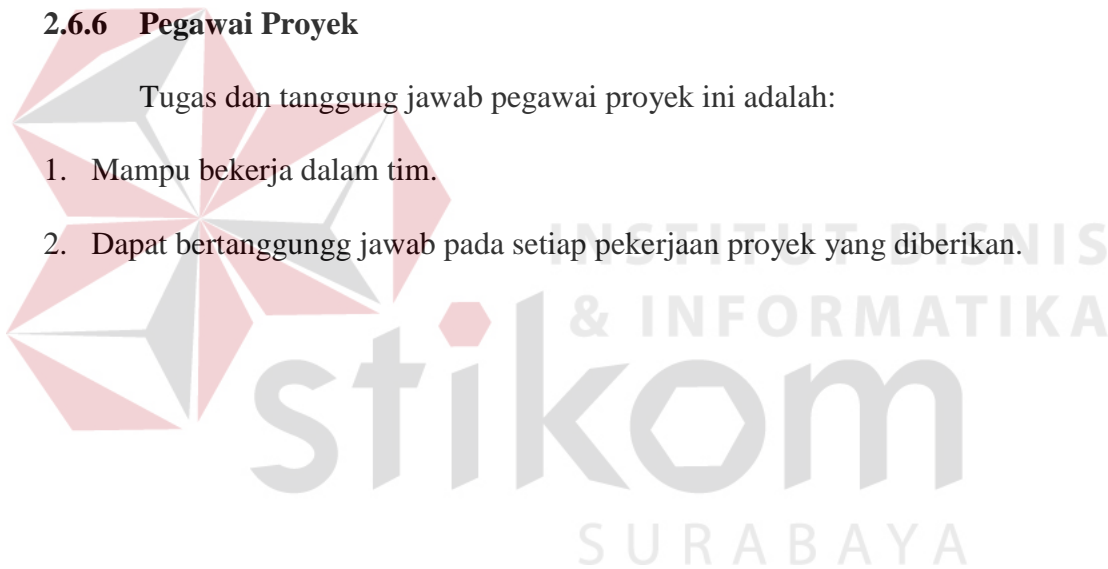 2.6.6 Pegawai Proyek
Tugas dan tanggung jawab pegawai proyek ini adalah:
1. Mampu bekerja dalam tim.
2. Dapat bertanggungg jawab pada setiap pekerjaan proyek yang diberikan.
INSTITUT BISNIS
& INFORMATIKA
stikom
SURABAYA